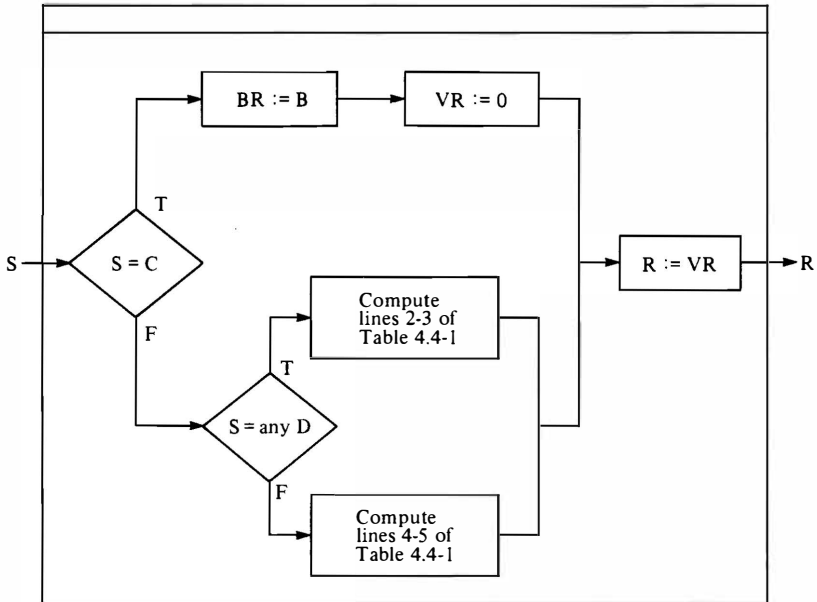 BR := B
VR := 0
T
S
S = C
R := VR
R
F
Compute
lines 2-3 of
Table 4.4-1
T
S = any D
F
Compute
lines 4-5 of
Table 4.4-1